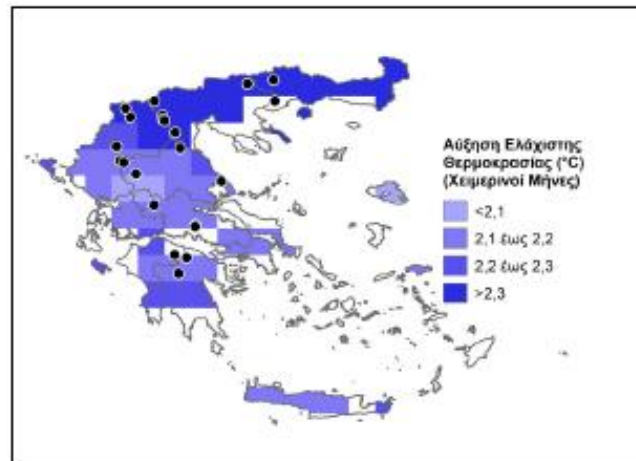 Αύξηση Ελάχιστης
Θερμοκρασίας (°C)
(Χειμερινοί Μήνες)
<2,1
2,1 έως 2,2
2,2 έως 2,3
>2,3